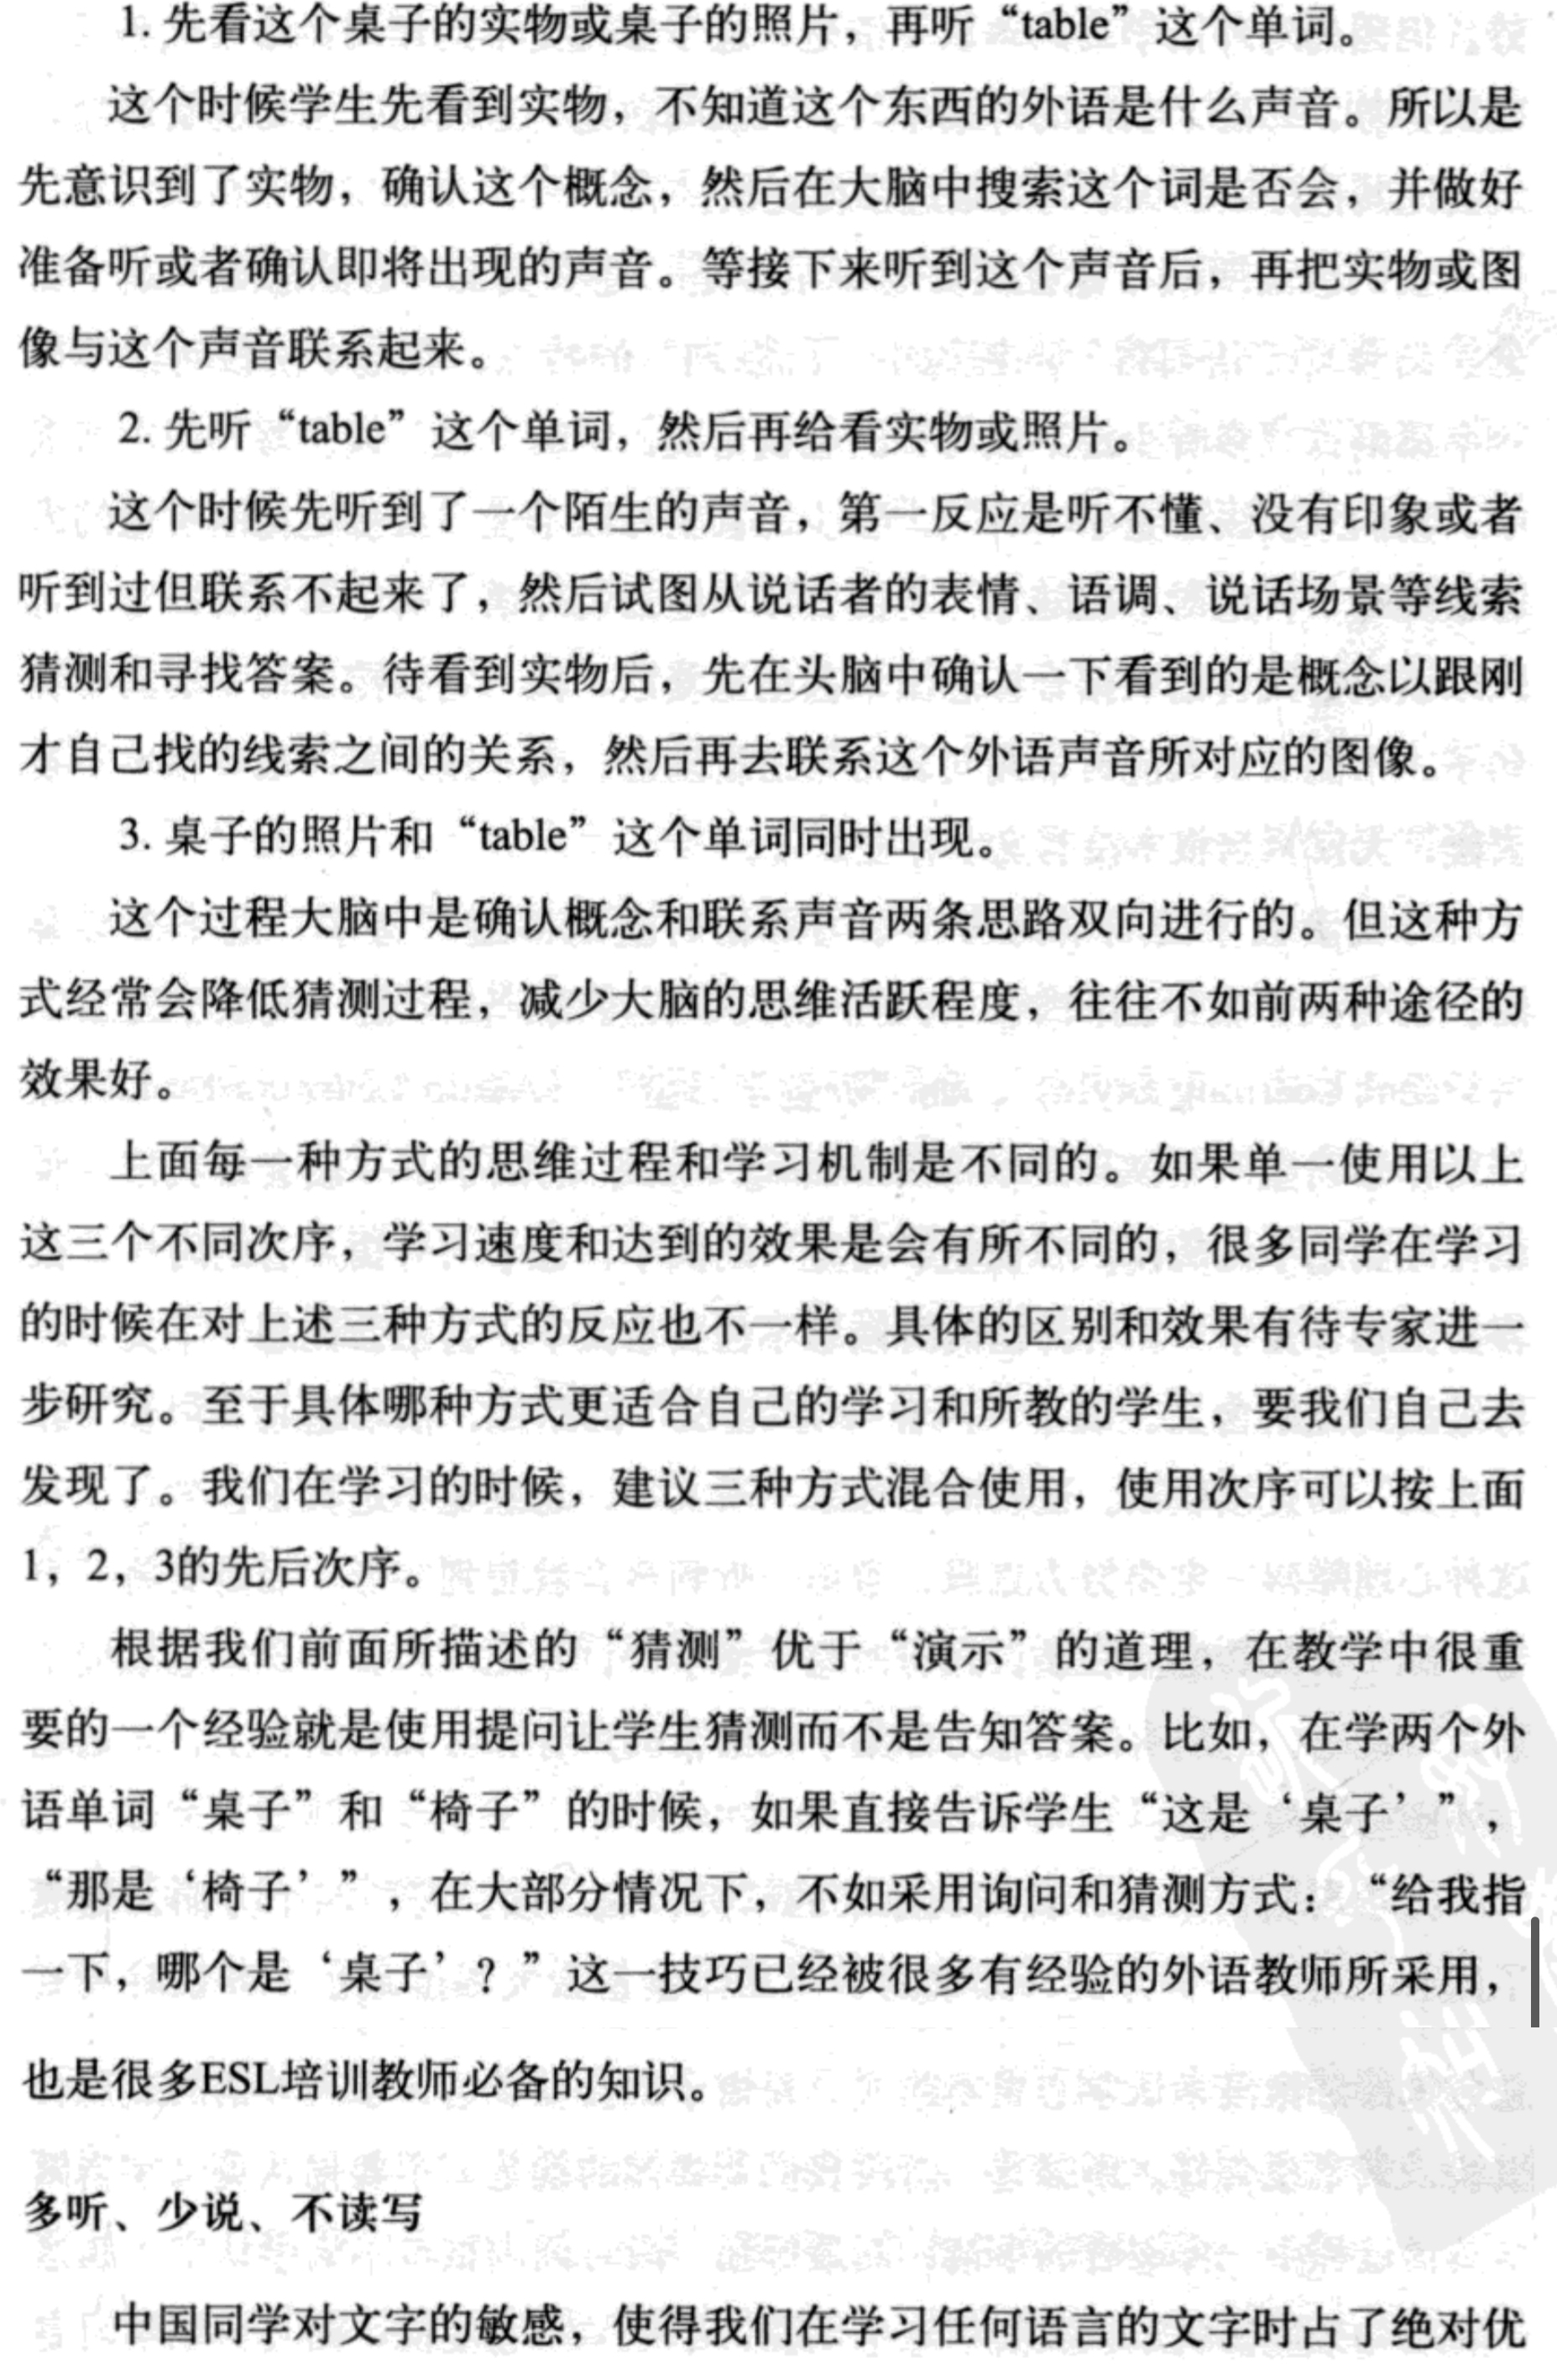 1. 先看这个桌子的实物或桌子的照片，再听“table”这个单词。
这个时候学生先看到实物，不知道这个东西的外语是什么声音。所以是
先意识到了实物，确认这个概念，然后在大脑中搜索这个词是否会，并做好
准备听或者确认即将出现的声音。等接下来听到这个声音后，再把实物或图
像与这个声音联系起来。
2. 先听“table”这个单词，然后再给看实物或照片。
这个时候先听到了一个陌生的声音，第一反应是听不懂、没有印象或者
听到过但联系不起来了，然后试图从说话者的表情、语调、说话场景等线索
猜测和寻找答案。待看到实物后，先在头脑中确认一下看到的是概念以跟刚
才自己找的线索之间的关系，然后再去联系这个外语声音所对应的图像。
3. 桌子的照片和“table”这个单词同时出现。
这个过程大脑中是确认概念和联系声音两条思路双向进行的。但这种方
式经常会降低猜测过程，减少大脑的思维活跃程度，往往不如前两种途径的
效果好。
上面每一种方式的思维过程和学习机制是不同的。如果单一使用以上
这三个不同次序，学习速度和达到的效果是会有所不同的，很多同学在学习
的时候在对上述三种方式的反应也不一样。具体的区别和效果有待专家进一
步研究。至于具体哪种方式更适合自己的学习和所教的学生，要我们自己去
发现了。我们在学习的时候，建议三种方式混合使用，使用次序可以按上面
1，2，3的先后次序。
根据我们前面所描述的“猜测”优于“演示”的道理，在教学中很重
要的一个经验就是使用提问让学生猜测而不是告知答案。比如，在学两个外
语单词“桌子”和“椅子”的时候，如果直接告诉学生“这是‘桌子’”，
“那是‘椅子’”，在大部分情况下，不如采用询问和猜测方式：“给我指
一下，哪个是‘桌子’？”这一技巧已经被很多有经验的外语教师所采用，
也是很多ESL培训教师必备的知识。
多听、少说、不读写
中国同学对文字的敏感，使得我们在学习任何语言的文字时占了绝对优